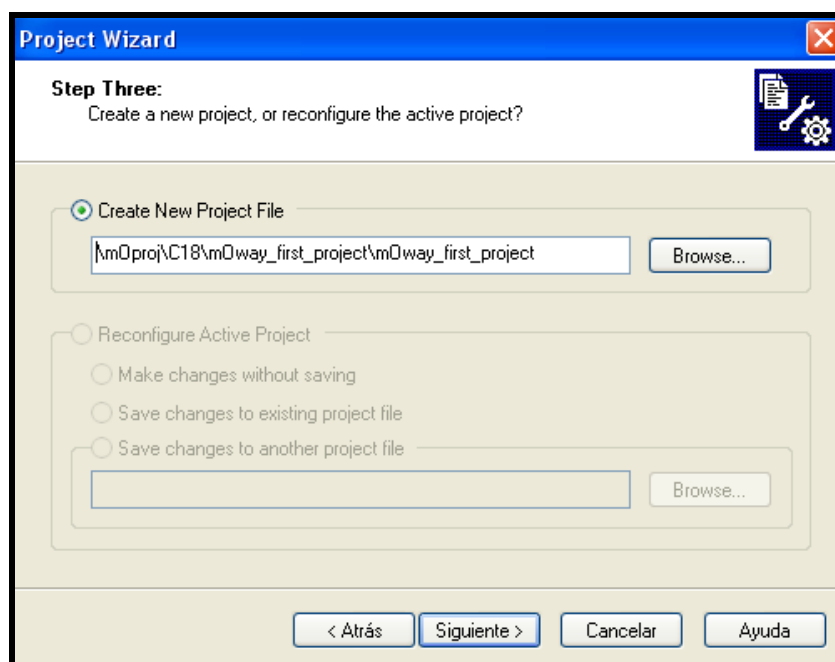 Project Wizard
Step Three:
Create a new project, or reconfigure the active project?
Create New Project File
\mOproj\C18\mOway_first_project\mOway_first_project
Browse...
Reconfigure Active Project
Make changes without saving
Save changes to existing project file
Save changes to another project file
Browse...
< Atrás
Siguiente >
Cancelar
Ayuda